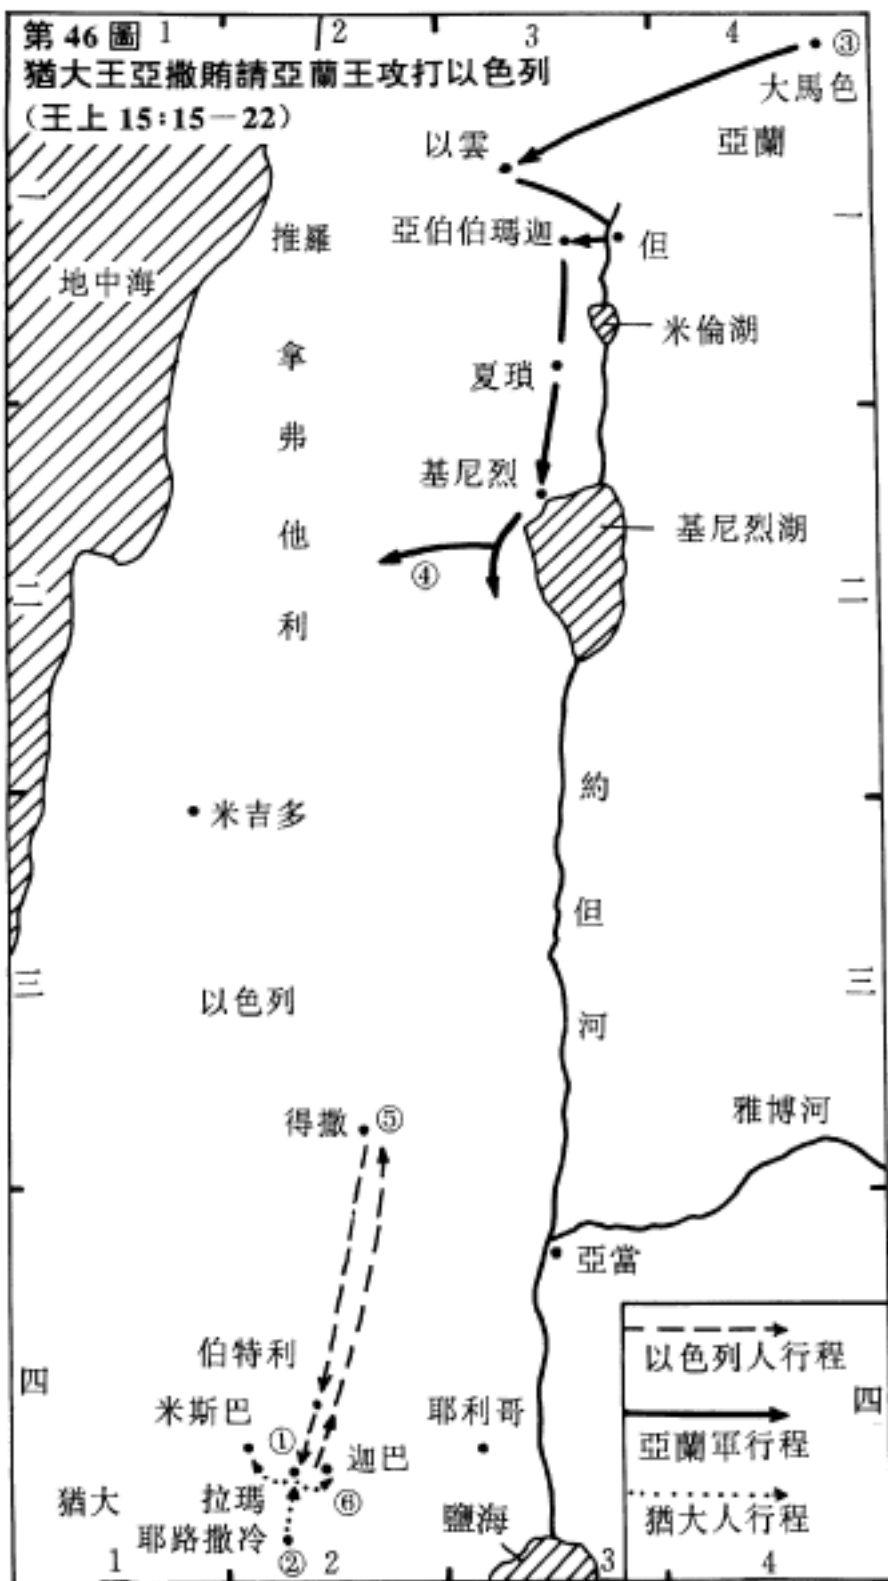 第 46 圖 1 2 3 4
猶大王亞撒賄請亞蘭王攻打以色列
(王上 15:15－22)
③
大馬色
亞蘭
以雲
一
一
推羅
亞伯伯瑪迦
但
地中海
米倫湖
拿弗他利
夏瑣
基尼烈
基尼烈湖
④
二
二
米吉多
約但河
三
三
以色列
得撒 ⑤
雅博河
亞當
伯特利
四
四
米斯巴
①
耶利哥
迦巴
猶大
拉瑪
⑥
耶路撒冷
②
鹽海
以色列人行程
亞蘭軍行程
猶大人行程
1 2 3 4